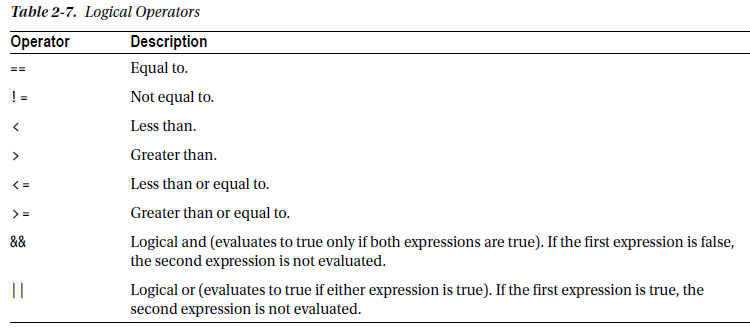 Table 2-7. Logical Operators
Operator Description
== Equal to.
!= Not equal to.
< Less than.
> Greater than.
<= Less than or equal to.
>= Greater than or equal to.
&& Logical and (evaluates to true only if both expressions are true). If the first expression is false,
the second expression is not evaluated.
|| Logical or (evaluates to true if either expression is true). If the first expression is true, the
second expression is not evaluated.